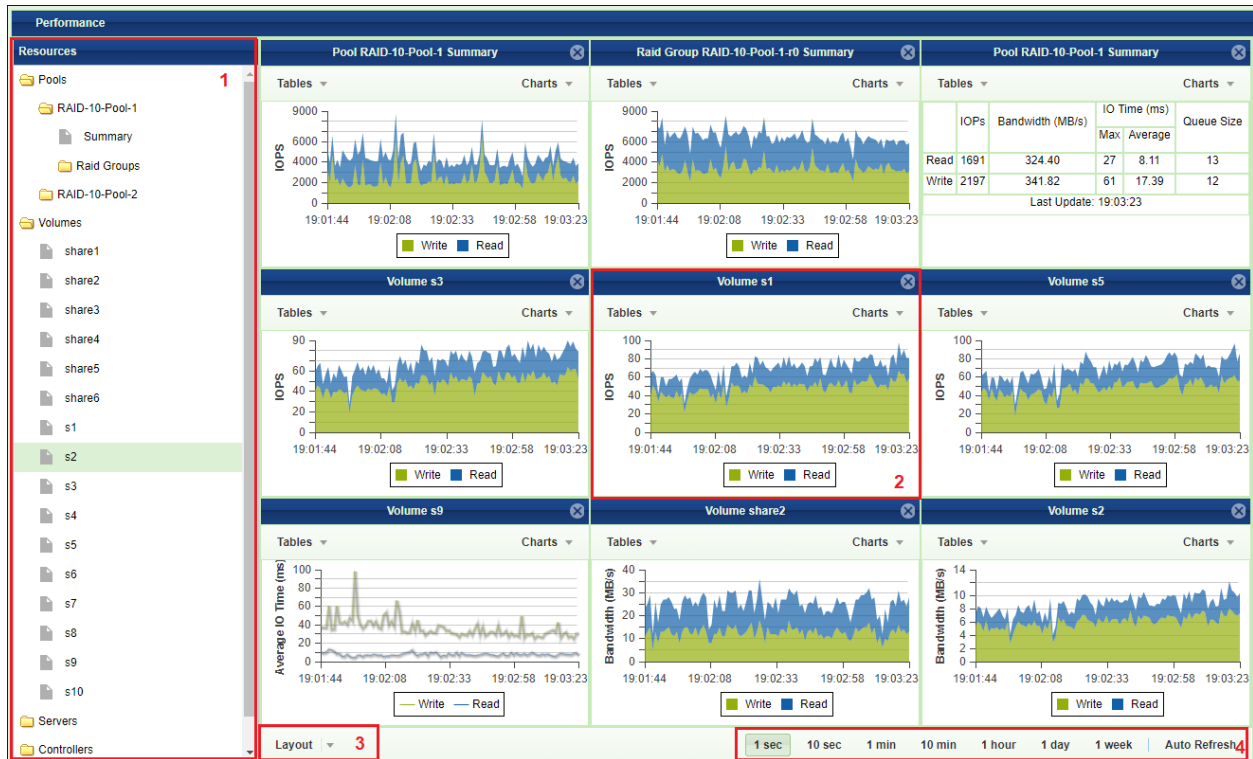 Performance
Resources
1
Pools
RAID-10-Pool-1
Summary
Raid Groups
RAID-10-Pool-2
Volumes
share1
share2
share3
share4
share5
share6
s1
s2
s3
s4
s5
s6
s7
s8
s9
s10
Servers
Controllers
Pool RAID-10-Pool-1 Summary
Tables Charts
IOPS
9000
6000
4000
2000
0
19:01:44 19:02:08 19:02:33 19:02:58 19:03:23
Write Read
Raid Group RAID-10-Pool-1-r0 Summary
Tables Charts
IOPS
9000
6000
4000
2000
0
19:01:44 19:02:08 19:02:33 19:02:58 19:03:23
Write Read
Pool RAID-10-Pool-1 Summary
Tables Charts
IOPs Bandwidth (MB/s) IO Time (ms) Queue Size
Max Average
Read 1691 324.40 27 8.11 13
Write 2197 341.82 61 17.39 12
Last Update: 19:03:23
Volume s3
Tables Charts
IOPS
90
60
40
20
0
19:01:44 19:02:08 19:02:33 19:02:58 19:03:23
Write Read
Volume s1
Tables Charts
IOPS
100
80
60
40
20
0
19:01:44 19:02:08 19:02:33 19:02:58 19:03:23
Write Read
2
Volume s5
Tables Charts
IOPS
100
80
60
40
20
0
19:01:44 19:02:08 19:02:33 19:02:58 19:03:23
Write Read
Volume s9
Tables Charts
Average IO Time (ms)
100
80
60
40
20
0
19:01:44 19:02:08 19:02:33 19:02:58 19:03:23
Write Read
Volume share2
Tables Charts
Bandwidth (MB/s)
40
30
20
10
0
19:01:44 19:02:08 19:02:33 19:02:58 19:03:23
Write Read
Volume s2
Tables Charts
Bandwidth (MB/s)
14
10
8
6
4
2
0
19:01:44 19:02:08 19:02:33 19:02:58 19:03:23
Write Read
Layout 3
1 sec 10 sec 1 min 10 min 1 hour 1 day 1 week Auto Refresh 4